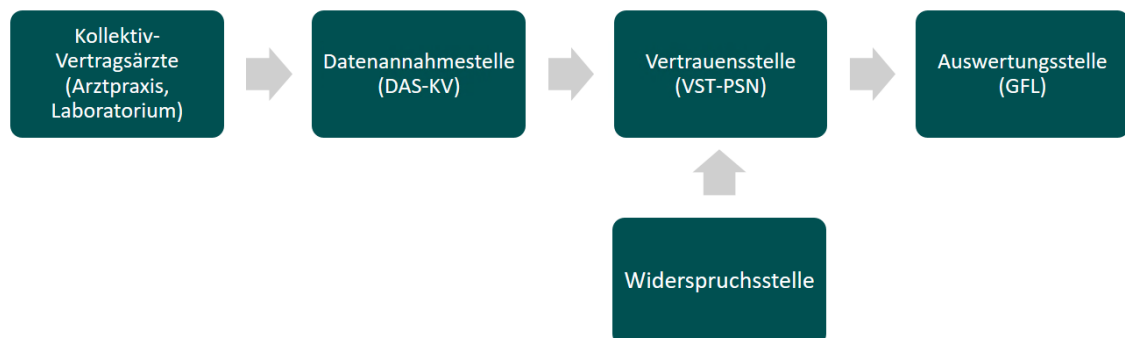 Kollektiv-
Vertragsärzte
(Arztpraxis,
Laboratorium)
Datenannahmestelle
(DAS-KV)
Vertrauensstelle
(VST-PSN)
Auswertungsstelle
(GFL)
Widerspruchsstelle